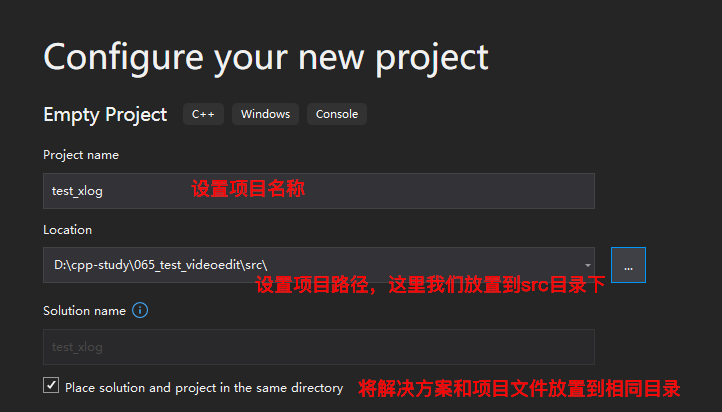 Configure your new project
Empty Project C++ Windows Console
Project name
test_xlog 设置项目名称
Location
D:\cpp-study\065_test_videoedit\src\ ...
设置项目路径，这里我们放置到src目录下
Solution name
test_xlog
Place solution and project in the same directory 将解决方案和项目文件放置到相同目录